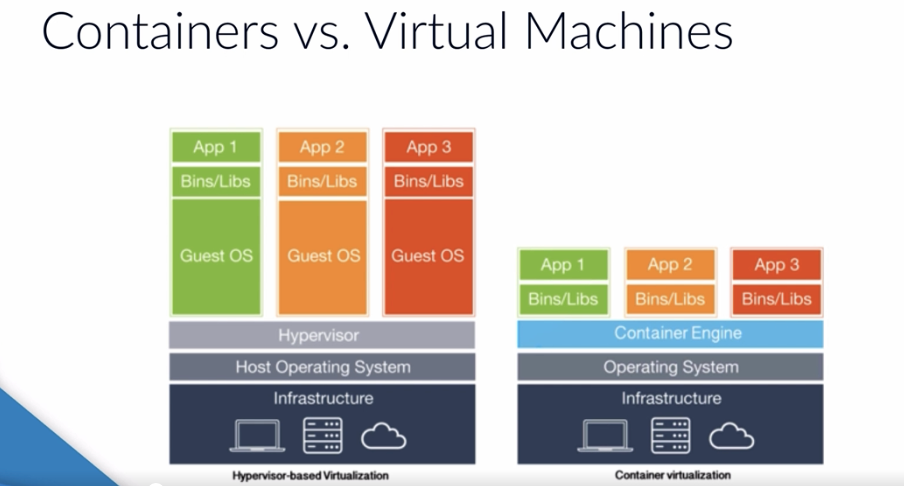 Containers vs. Virtual Machines
App 1
Bins/Libs
Guest OS
App 2
Bins/Libs
Guest OS
App 3
Bins/Libs
Guest OS
Hypervisor
Host Operating System
Infrastructure
Hypervisor-based Virtualization
App 1
Bins/Libs
App 2
Bins/Libs
App 3
Bins/Libs
Container Engine
Operating System
Infrastructure
Container virtualization